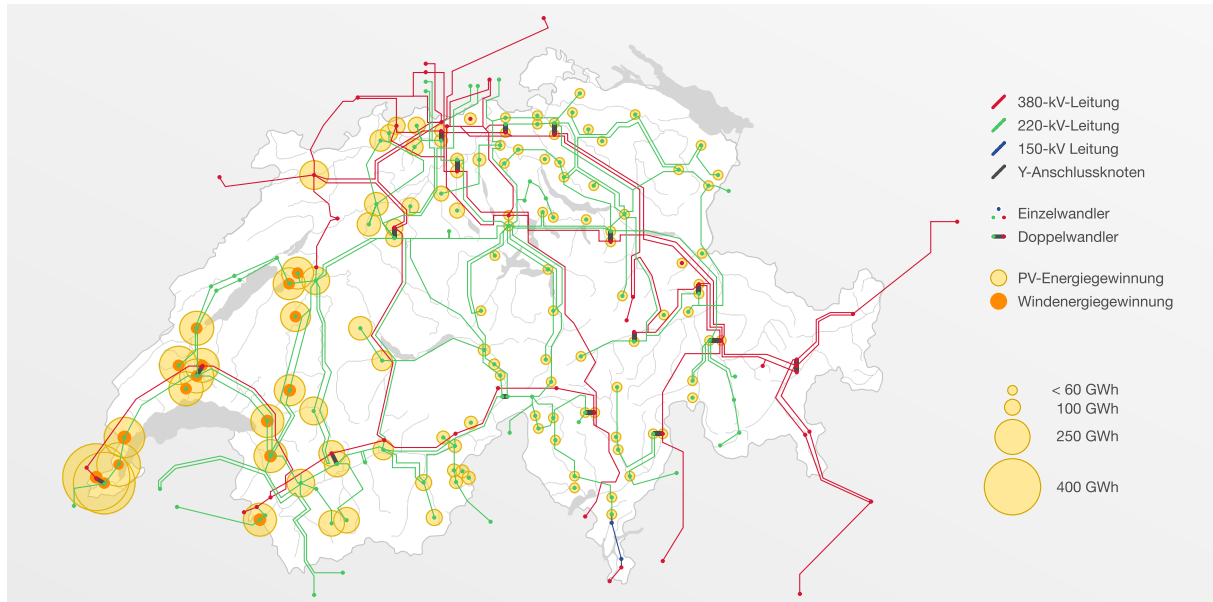 380-kV-Leitung
220-kV-Leitung
150-kV Leitung
Y-Anschlussknoten
Einzelwandler
Doppelwandler
PV-Energiegewinnung
Windenergiegewinnung
< 60 GWh
100 GWh
250 GWh
400 GWh